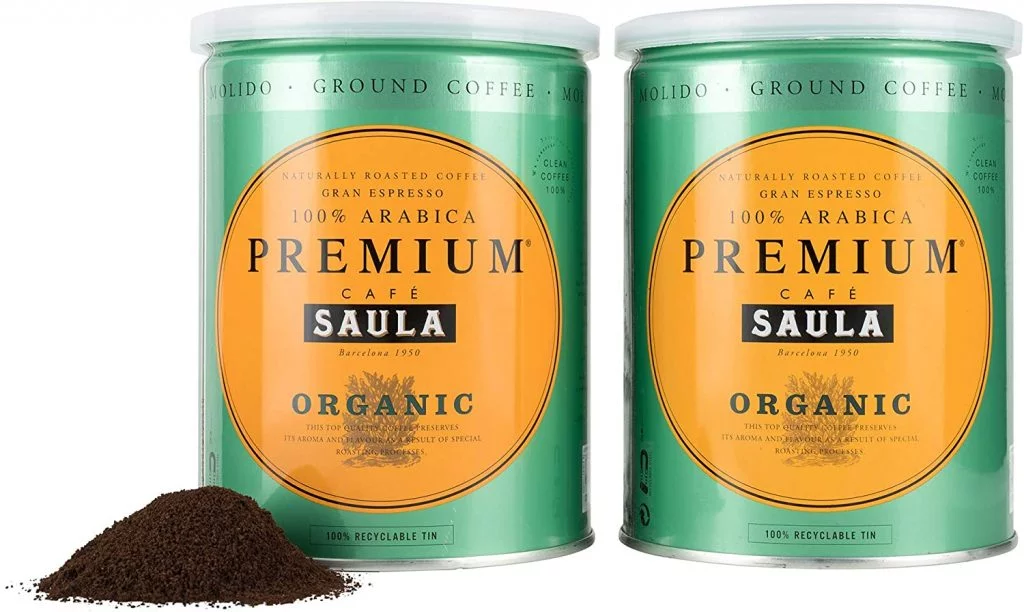 MOLIDO · GROUND COFFEE · MO
CLEAN
COFFEE
100%
NATURALLY ROASTED COFFEE
GRAN ESPRESSO
100% ARABICA
PREMIUM®
CAFÉ
SAULA
Barcelona 1950
ORGANIC
THIS TOP QUALITY COFFEE PRESERVES
ITS AROMA AND FLAVOUR AS A RESULT OF SPECIAL
ROASTING PROCESSES.
100% RECYCLABLE TIN
MOLIDO · GROUND COFFEE · MO
CLEAN
COFFEE
100%
NATURALLY ROASTED COFFEE
GRAN ESPRESSO
100% ARABICA
PREMIUM®
CAFÉ
SAULA
Barcelona 1950
ORGANIC
THIS TOP QUALITY COFFEE PRESERVES
ITS AROMA AND FLAVOUR AS A RESULT OF SPECIAL
ROASTING PROCESSES.
100% RECYCLABLE TIN